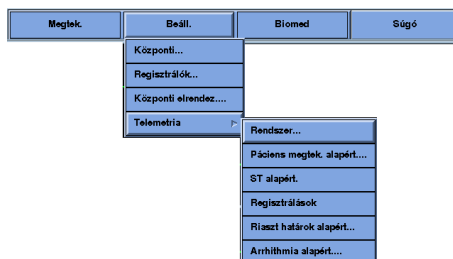 Megtek. Beáll. Biomed Súgó
Központi...
Regisztrálók...
Központi elrendez....
Telemetria
Rendszer...
Páciens megtek. alapért....
ST alapért.
Regisztrálások
Riaszt határok alapért...
Arrhithmia alapért....